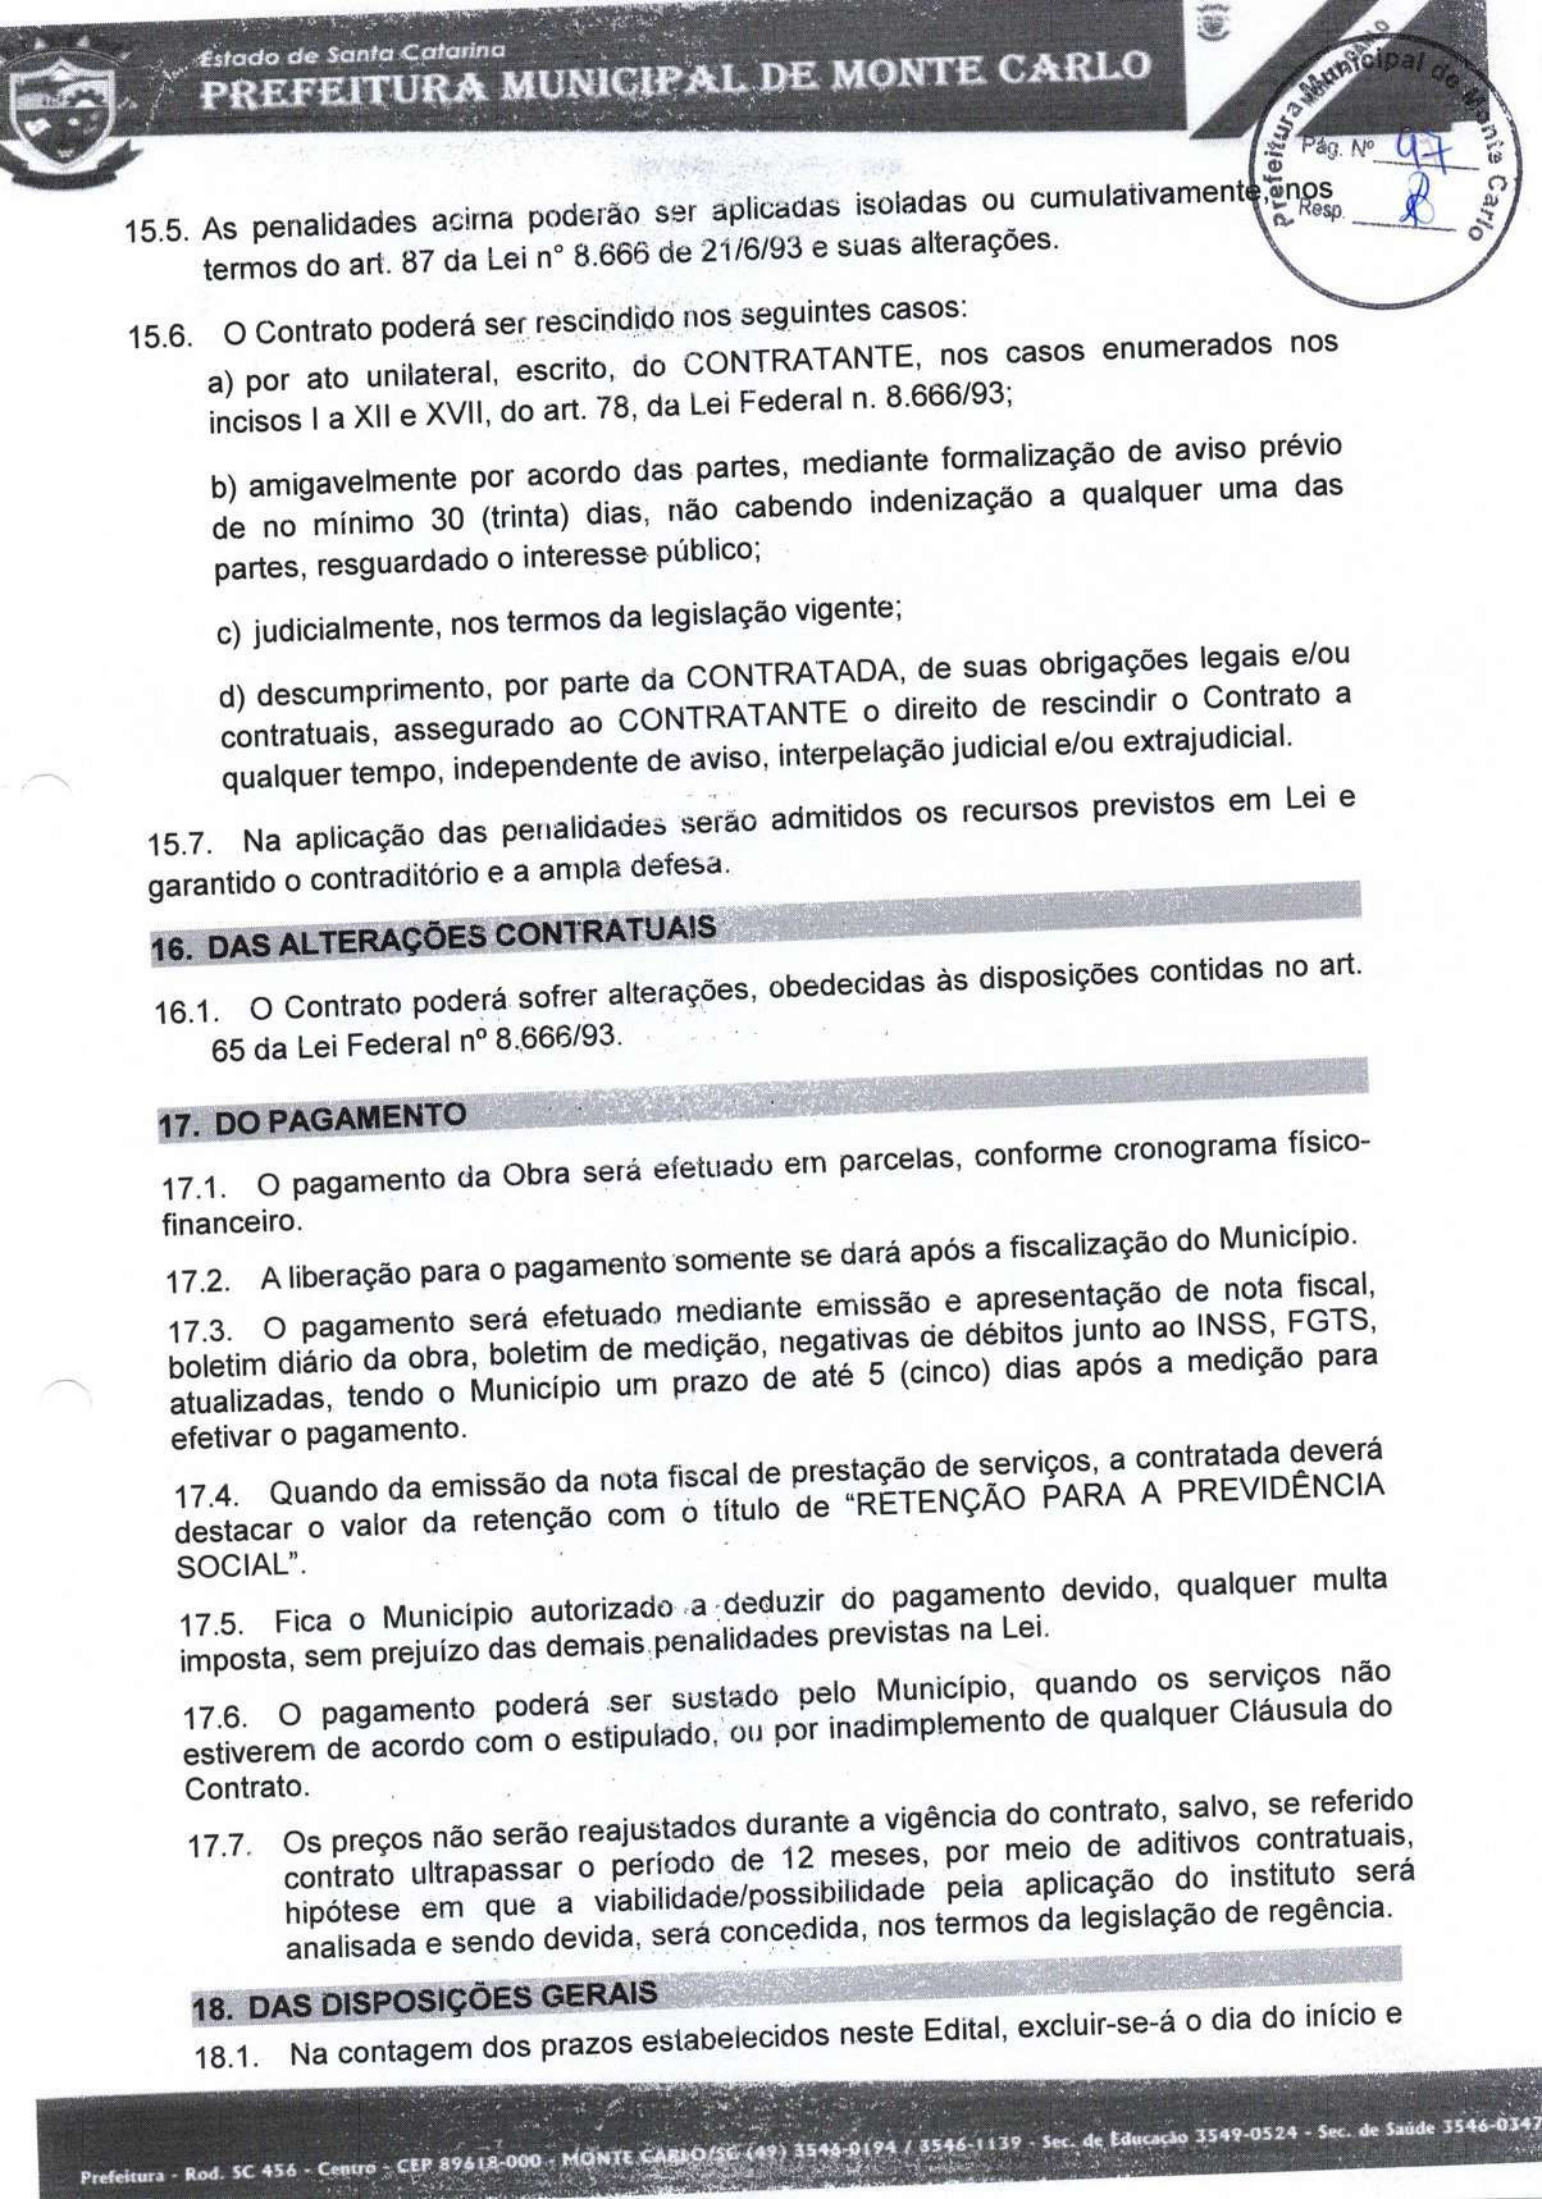 Estado de Santa Catarina
PREFEITURA MUNICIPAL DE MONTE CARLO
Prefeitura Municipal de Monte Carlo
Pág. Nº 97
Resp.
15.5. As penalidades acima poderão ser aplicadas isoladas ou cumulativamente, nos
termos do art. 87 da Lei n° 8.666 de 21/6/93 e suas alterações.
15.6. O Contrato poderá ser rescindido nos seguintes casos:
a) por ato unilateral, escrito, do CONTRATANTE, nos casos enumerados nos
incisos I a XII e XVII, do art. 78, da Lei Federal n. 8.666/93;
b) amigavelmente por acordo das partes, mediante formalização de aviso prévio
de no mínimo 30 (trinta) dias, não cabendo indenização a qualquer uma das
partes, resguardado o interesse público;
c) judicialmente, nos termos da legislação vigente;
d) descumprimento, por parte da CONTRATADA, de suas obrigações legais e/ou
contratuais, assegurado ao CONTRATANTE o direito de rescindir o Contrato a
qualquer tempo, independente de aviso, interpelação judicial e/ou extrajudicial.
15.7. Na aplicação das penalidades serão admitidos os recursos previstos em Lei e
garantido o contraditório e a ampla defesa.
16. DAS ALTERAÇÕES CONTRATUAIS
16.1. O Contrato poderá sofrer alterações, obedecidas às disposições contidas no art.
65 da Lei Federal nº 8.666/93.
17. DO PAGAMENTO
17.1. O pagamento da Obra será efetuado em parcelas, conforme cronograma físico-
financeiro.
17.2. A liberação para o pagamento somente se dará após a fiscalização do Município.
17.3. O pagamento será efetuado mediante emissão e apresentação de nota fiscal,
boletim diário da obra, boletim de medição, negativas de débitos junto ao INSS, FGTS,
atualizadas, tendo o Município um prazo de até 5 (cinco) dias após a medição para
efetivar o pagamento.
17.4. Quando da emissão da nota fiscal de prestação de serviços, a contratada deverá
destacar o valor da retenção com o título de “RETENÇÃO PARA A PREVIDÊNCIA
SOCIAL”.
17.5. Fica o Município autorizado a deduzir do pagamento devido, qualquer multa
imposta, sem prejuízo das demais penalidades previstas na Lei.
17.6. O pagamento poderá ser sustado pelo Município, quando os serviços não
estiverem de acordo com o estipulado, ou por inadimplemento de qualquer Cláusula do
Contrato.
17.7. Os preços não serão reajustados durante a vigência do contrato, salvo, se referido
contrato ultrapassar o período de 12 meses, por meio de aditivos contratuais,
hipótese em que a viabilidade/possibilidade pela aplicação do instituto será
analisada e sendo devida, será concedida, nos termos da legislação de regência.
18. DAS DISPOSIÇÕES GERAIS
18.1. Na contagem dos prazos estabelecidos neste Edital, excluir-se-á o dia do início e
Prefeitura - Rod. SC 456 - Centro - CEP 89618-000 - MONTE CARLO/SC (49) 3546-0194 / 3546-1139 - Sec. de Educação 3549-0524 - Sec. de Saúde 3546-0347